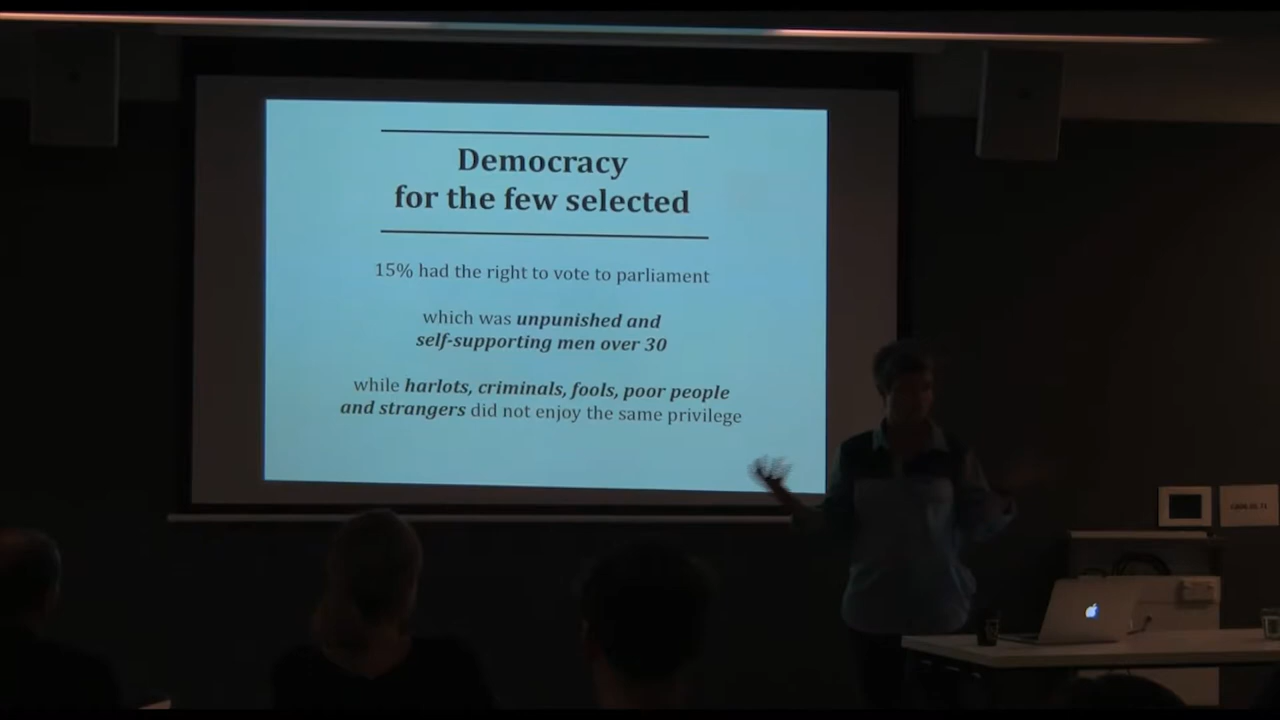 Democracy
for the few selected
15% had the right to vote to parliament
which was unpunished and
self-supporting men over 30
while harlots, criminals, fools, poor people
and strangers did not enjoy the same privilege